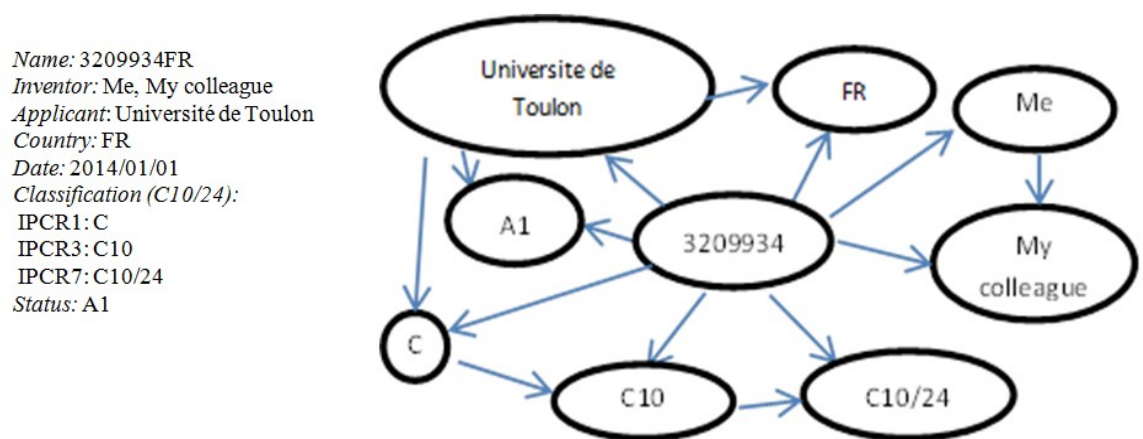 Name: 3209934FR
Inventor: Me, My colleague
Applicant: Université de Toulon
Country: FR
Date: 2014/01/01
Classification (C10/24):
IPCR1: C
IPCR3: C10
IPCR7: C10/24
Status: A1
Universite de
Toulon
FR
Me
A1
3209934
My
colleague
C
C10
C10/24